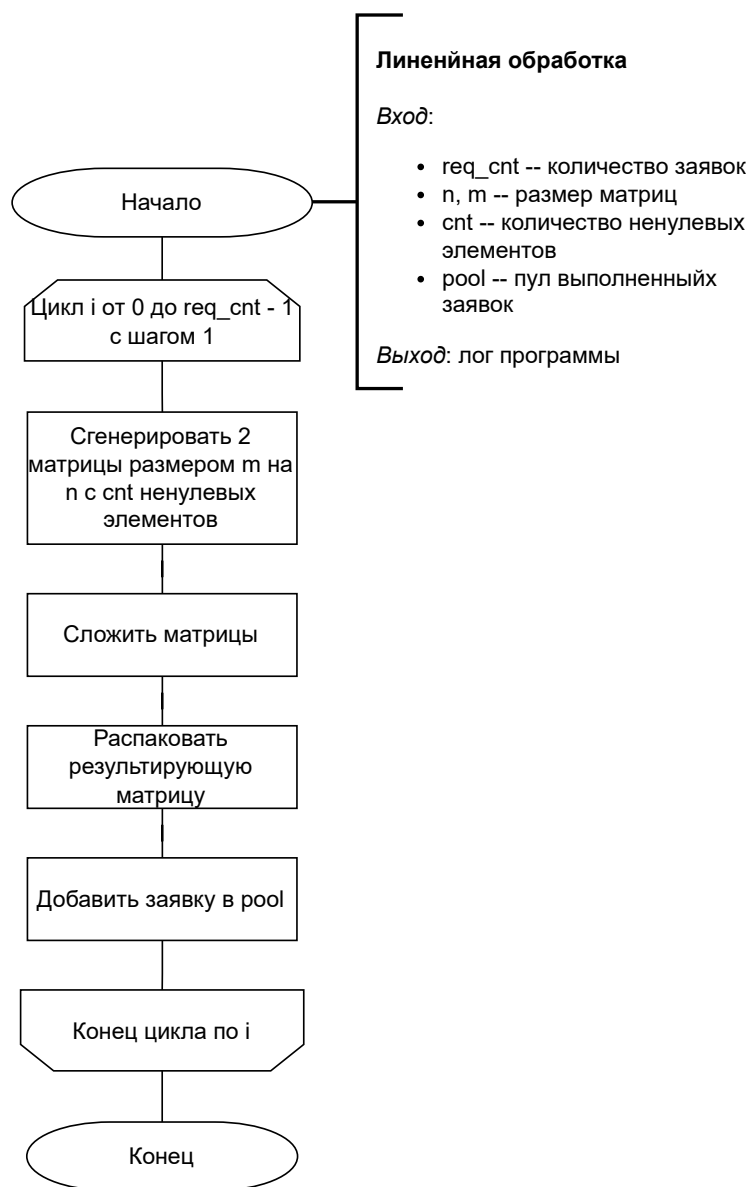 Линенйная обработка
Вход:
• req_cnt -- количество заявок
• n, m -- размер матриц
• cnt -- количество ненулевых
элементов
• pool -- пул выполненныйх
заявок
Выход: лог программы
Начало
Цикл i от 0 до req_cnt - 1
с шагом 1
Сгенерировать 2
матрицы размером m на
n с cnt ненулевых
элементов
Сложить матрицы
Распаковать
результирующую
матрицу
Добавить заявку в pool
Конец цикла по i
Конец